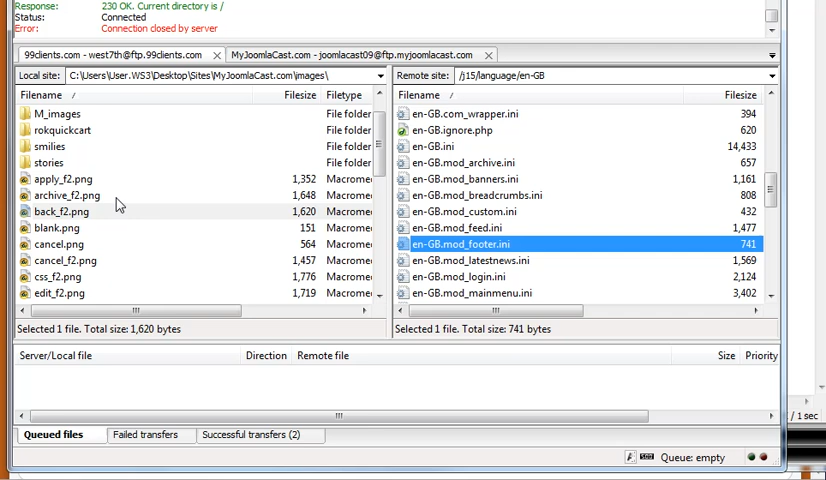 Response: 230 OK. Current directory is /
Status: Connected
Error: Connection closed by server
99clients.com - west7th@ftp.99clients.com MyJoomlaCast.com - joomlacast09@ftp.myjoomlacast.com
Local site: C:\Users\User.WS3\Desktop\Sites\MyJoomlaCast.com\images\ Remote site: /j15/language/en-GB
Filename / Filesize Filetype Filename / Filesize
M_images File folder en-GB.com_wrapper.ini 394
rokquickcart File folder en-GB.ignore.php 620
smilies File folder en-GB.ini 14,433
stories File folder en-GB.mod_archive.ini 657
apply_f2.png 1,352 Macrome en-GB.mod_banners.ini 1,161
archive_f2.png 1,648 Macrome en-GB.mod_breadcrumbs.ini 808
back_f2.png 1,620 Macrome en-GB.mod_custom.ini 432
blank.png 151 Macrome en-GB.mod_feed.ini 1,477
cancel.png 564 Macrome en-GB.mod_footer.ini 741
cancel_f2.png 1,457 Macrome en-GB.mod_latestnews.ini 1,569
css_f2.png 1,776 Macrome en-GB.mod_login.ini 2,124
edit_f2.png 1,719 Macrome en-GB.mod_mainmenu.ini 3,402
Selected 1 file. Total size: 1,620 bytes Selected 1 file. Total size: 741 bytes
Server/Local file Direction Remote file Size Priority
/ 1 sec
Queued files Failed transfers Successful transfers (2)
Queue: empty